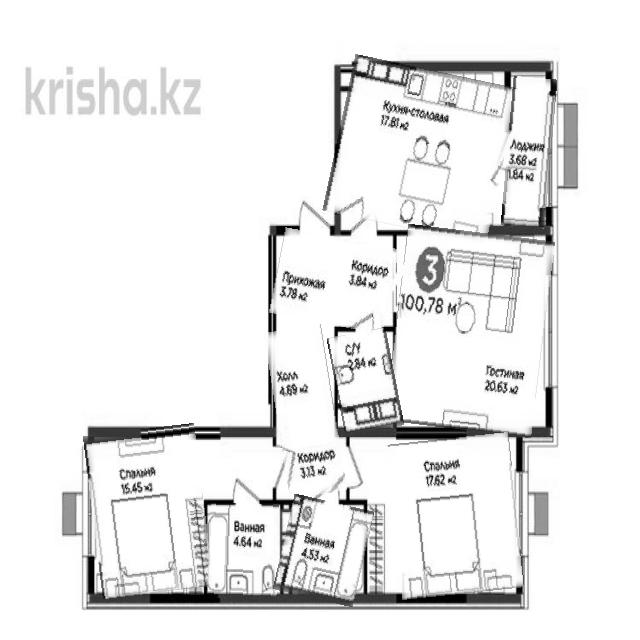 krisha.kz
Кухня-столовая
17.81 м2
Лоджия
3.68 м2
1.84 м2
3
100,78 м²
Коридор
3.84 м2
Прихожая
3.78 м2
С/У
2.84 м2
Гостиная
20.63 м2
Холл
4.69 м2
Коридор
3.13 м2
Спальня
15.45 м2
Спальня
17.62 м2
Ванная
4.64 м2
Ванная
4.53 м2